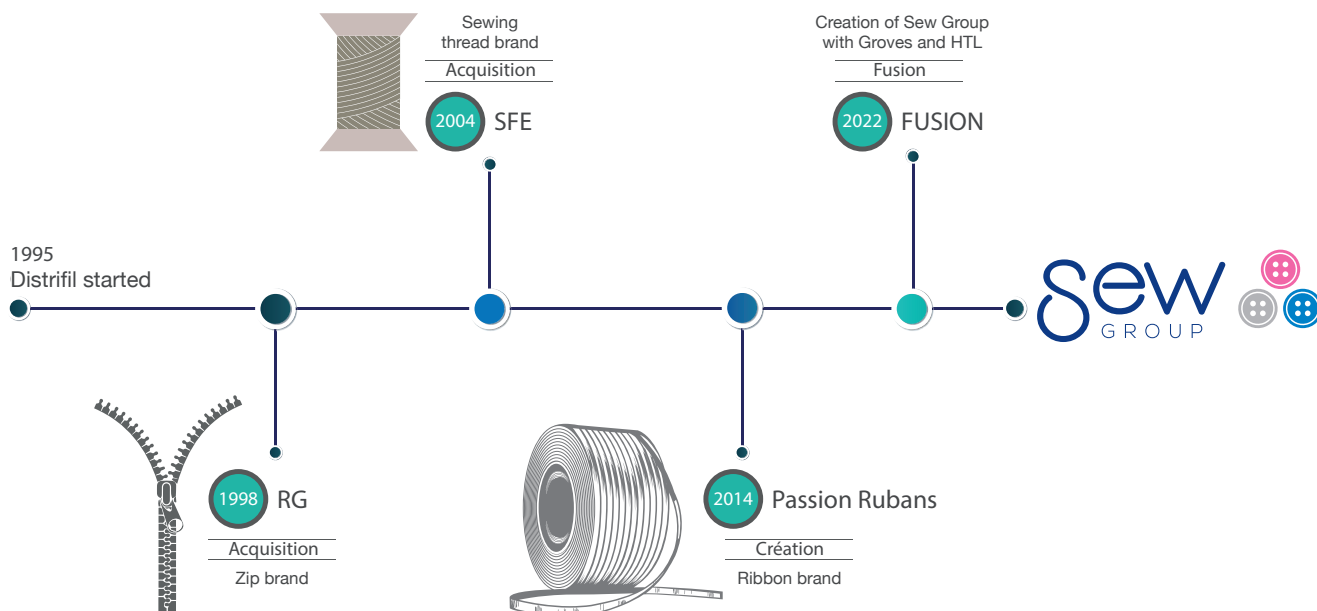 Sewing
thread brand
Acquisition
2004 SFE
Creation of Sew Group
with Groves and HTL
Fusion
2022 FUSION
1995
Distrifil started
sew
GROUP
1998 RG
Acquisition
Zip brand
2014 Passion Rubans
Création
Ribbon brand